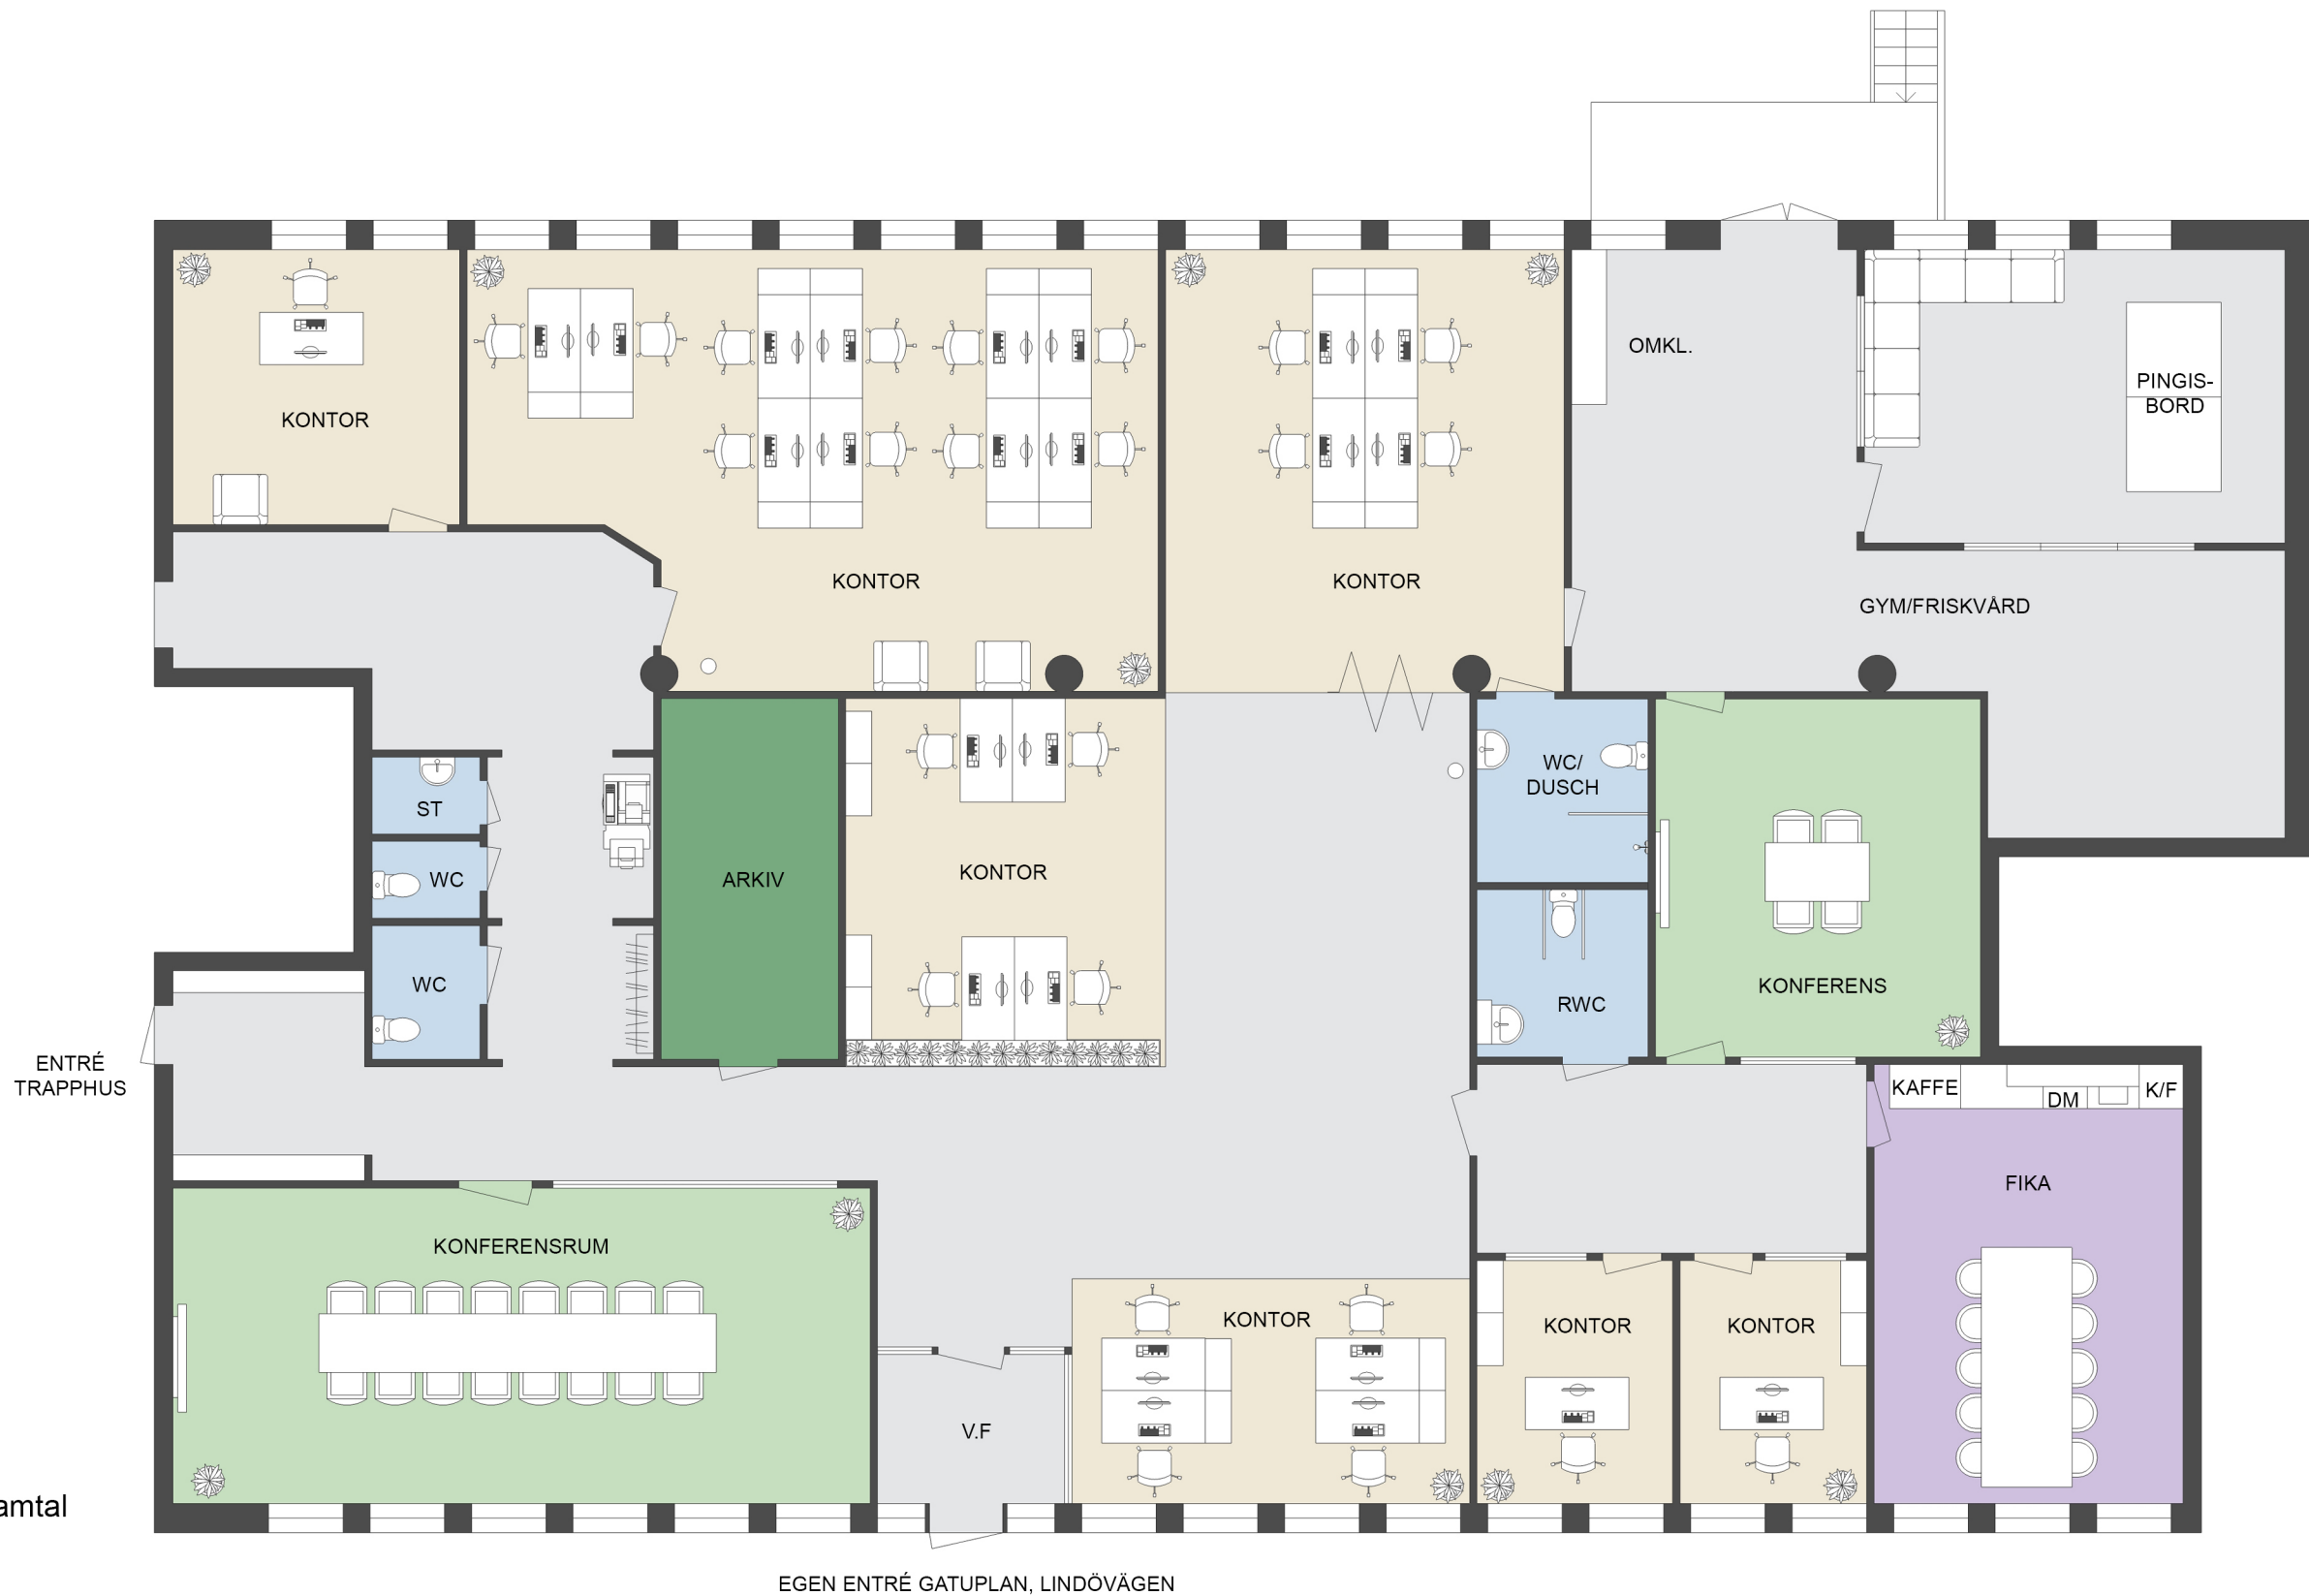 OMKL.
PINGIS-
BORD
KONTOR
KONTOR
KONTOR
GYM/FRISKVÅRD
WC/
DUSCH
ST
WC
ARKIV
KONTOR
WC
RWC
KONFERENS
ENTRÉ
TRAPPHUS
KAFFE
DM
K/F
FIKA
KONFERENSRUM
KONTOR
KONTOR
KONTOR
V.F
amtal
EGEN ENTRÉ GATUPLAN, LINDÖVÄGEN